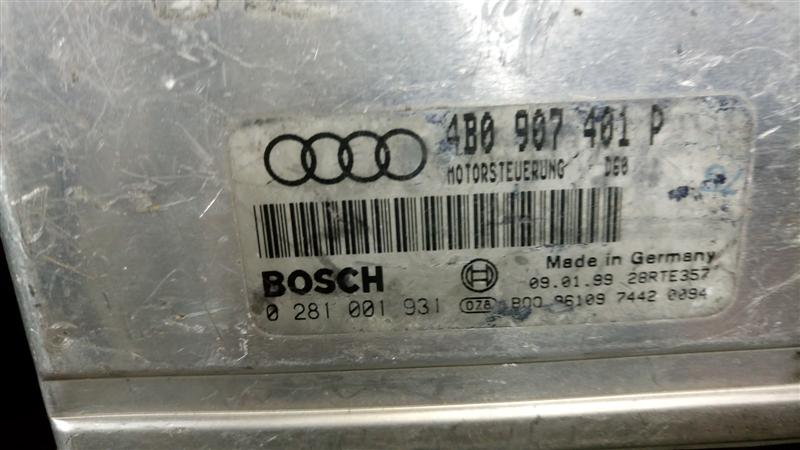 4B0 907 401 P
MOTORSTEUERUNG D60
BOSCH
Made in Germany
09.01.99 28RTE357
0 281 001 931 078 B00 96109 7442 0094